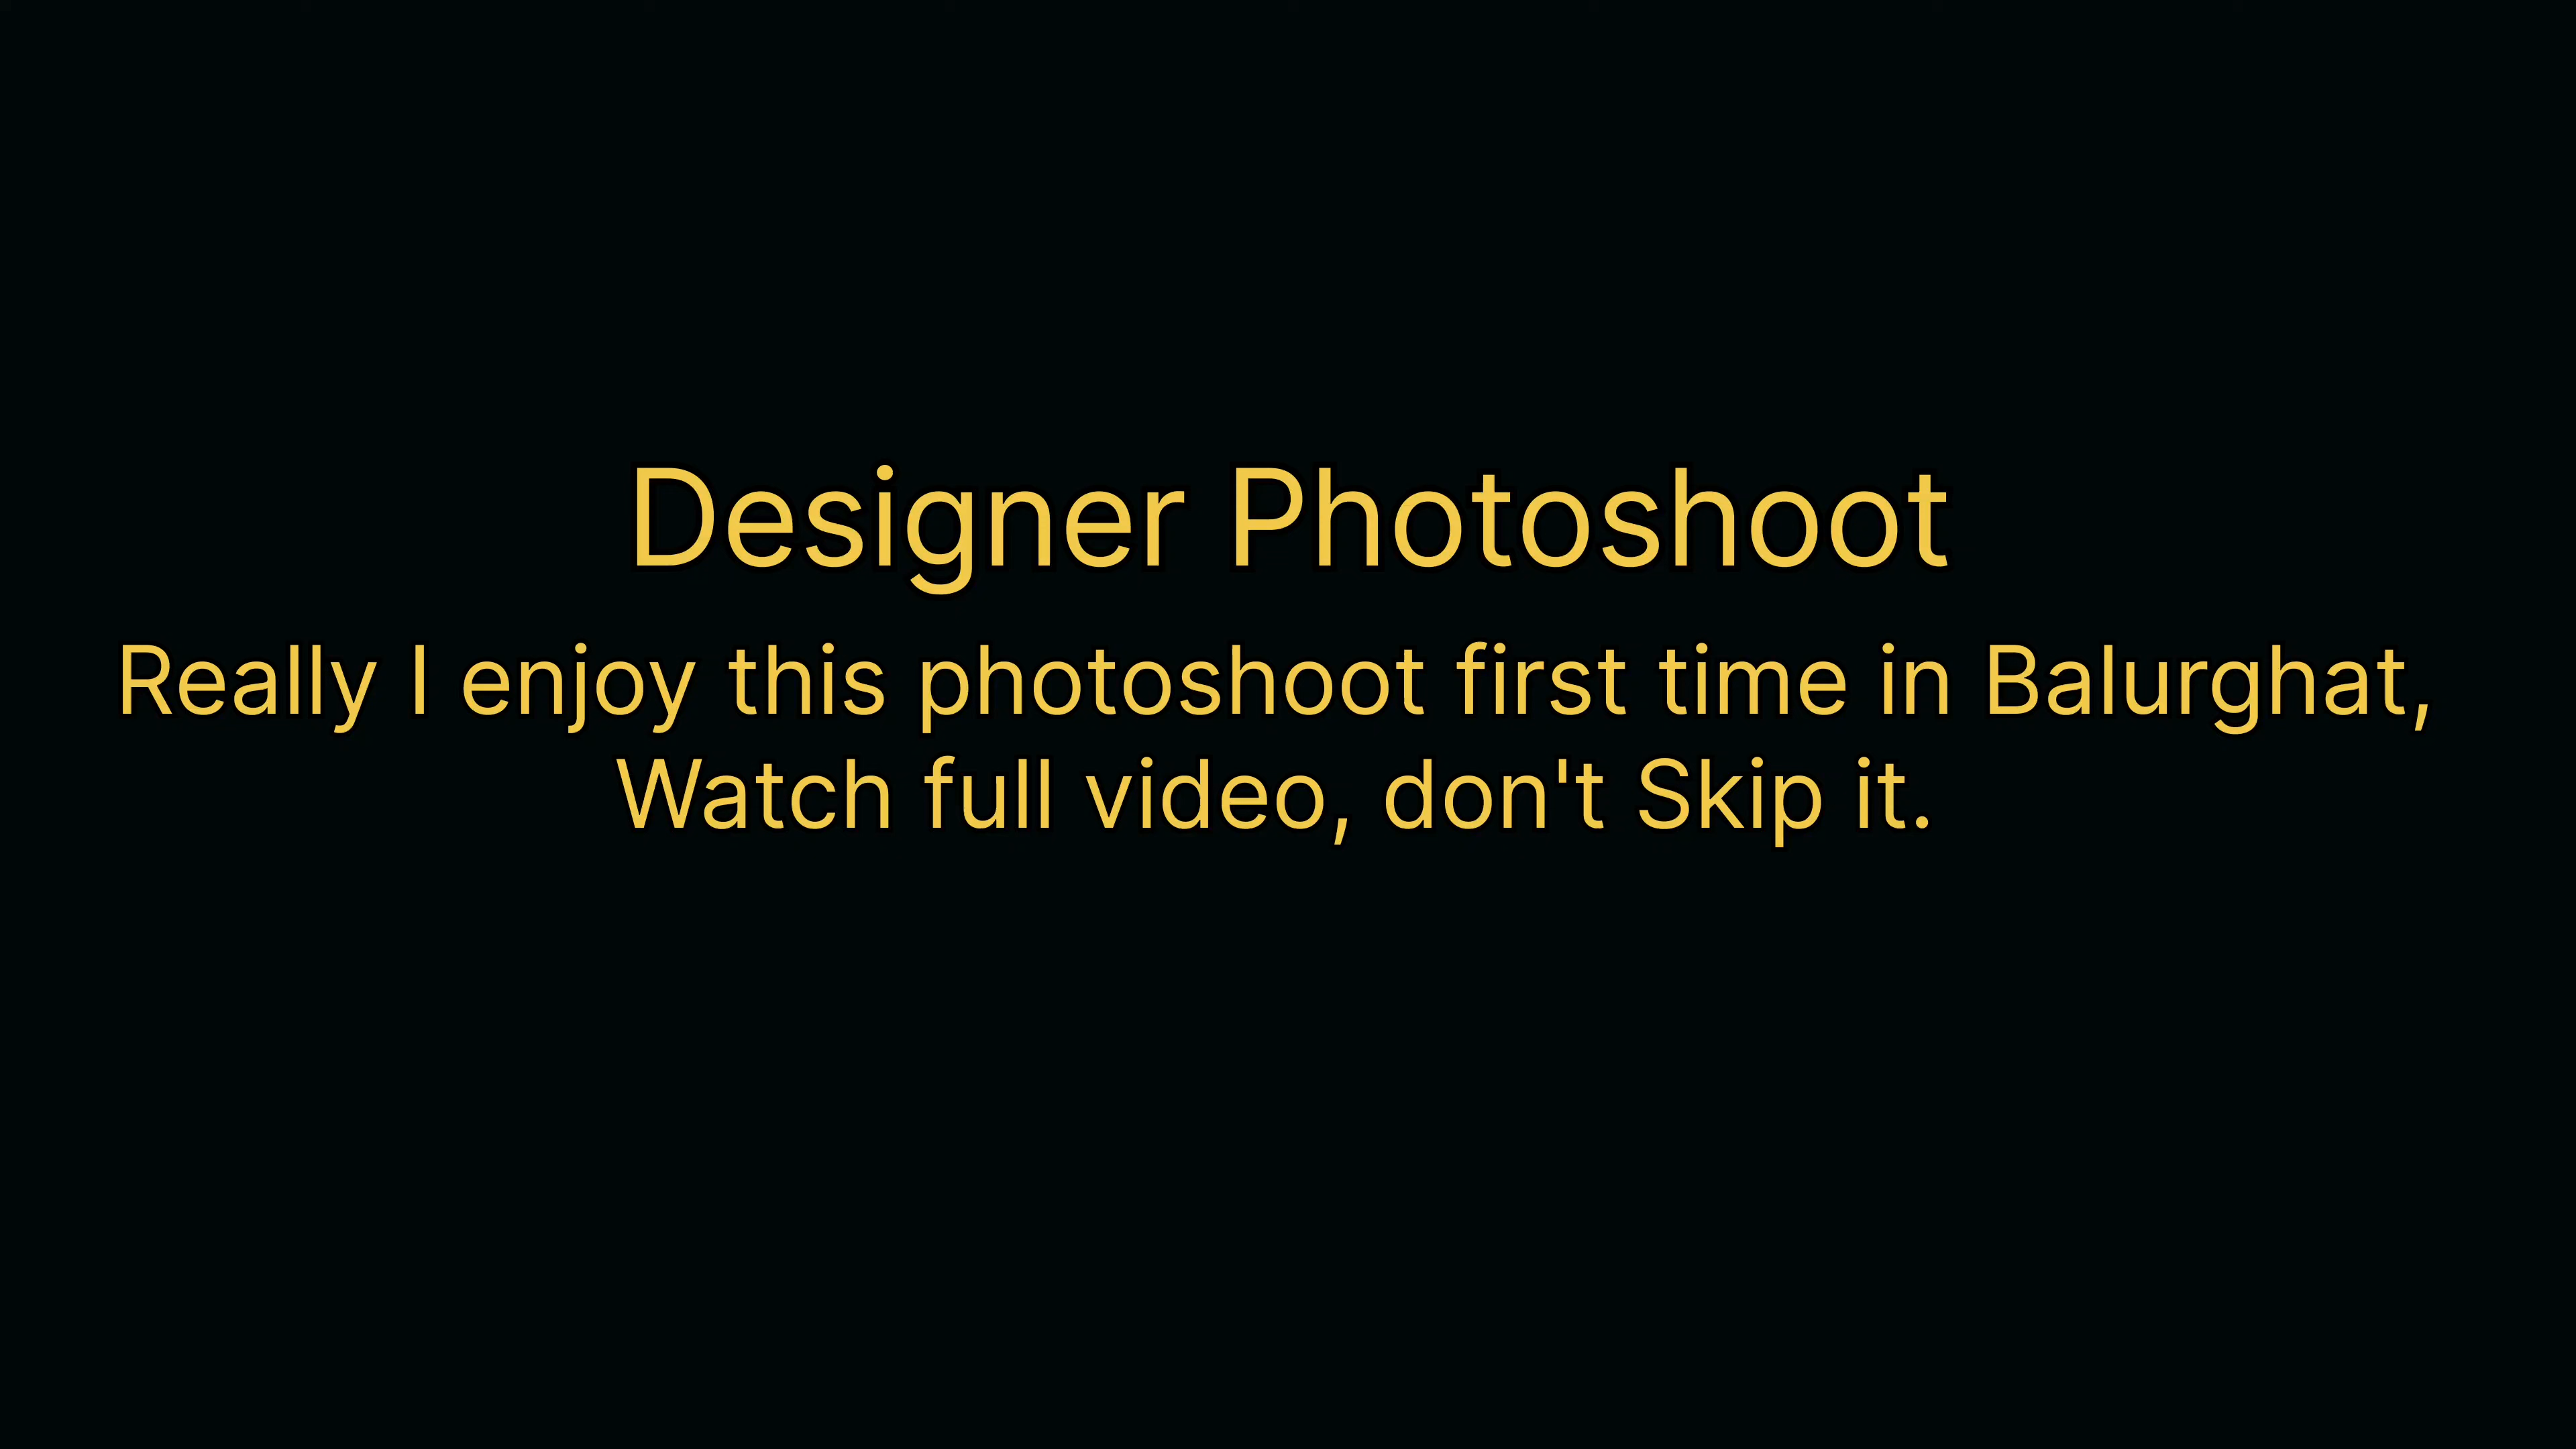 Designer Photoshoot
Really I enjoy this photoshoot first time in Balurghat,
Watch full video, don't Skip it.